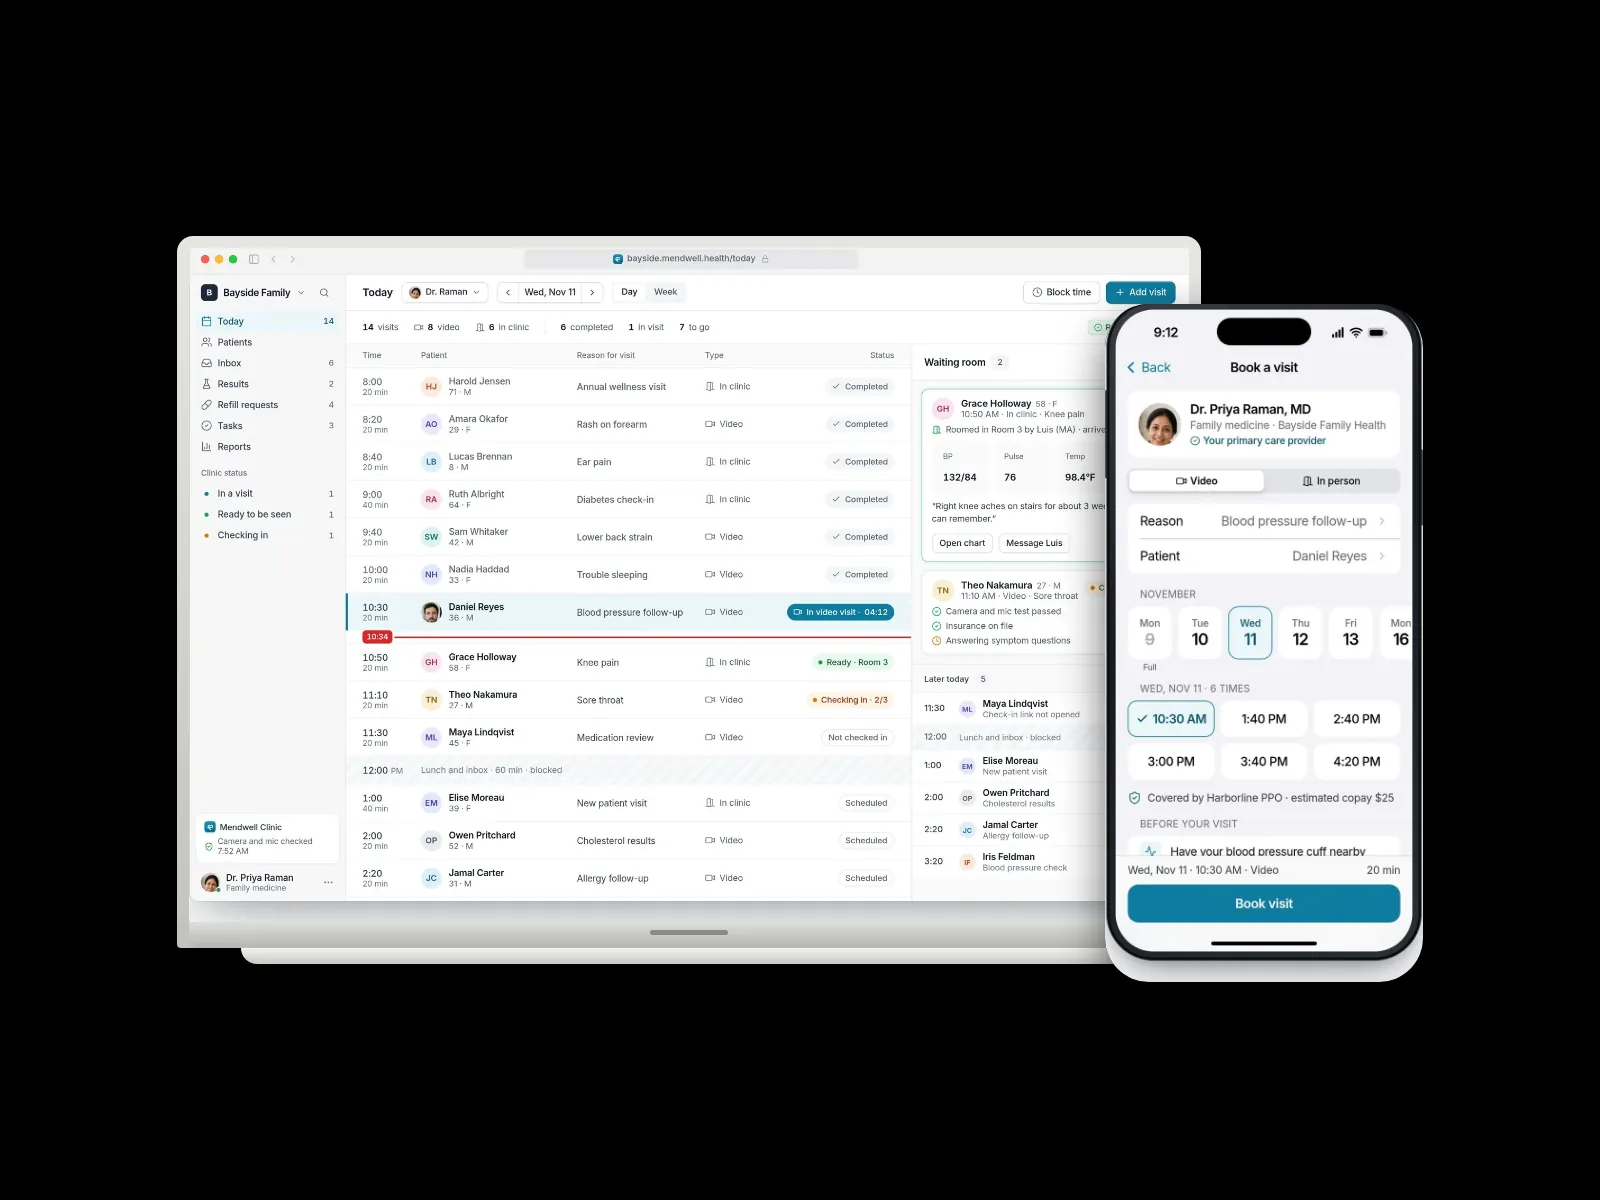 bayside.mendwell.health/today
B Bayside Family
Today 14
Patients
Inbox 6
Results 2
Refill requests 4
Tasks 3
Reports
Clinic status
In a visit 1
Ready to be seen 1
Checking in 1
Mendwell Clinic
Camera and mic checked
7:52 AM
Dr. Priya Raman
Family medicine
Today Dr. Raman Wed, Nov 11 Day Week Block time + Add visit
14 visits 8 video 6 in clinic 6 completed 1 in visit 7 to go
Time Patient Reason for visit Type Status
8:00 HJ Harold Jensen Annual wellness visit In clinic Completed
20 min 71 · M
8:20 AO Amara Okafor Rash on forearm Video Completed
20 min 29 · F
8:40 LB Lucas Brennan Ear pain In clinic Completed
20 min 8 · M
9:00 RA Ruth Albright Diabetes check-in In clinic Completed
20 min 64 · F
9:40 SW Sam Whitaker Lower back strain Video Completed
20 min 42 · M
10:00 NH Nadia Haddad Trouble sleeping Video Completed
20 min 33 · F
10:30 Daniel Reyes Blood pressure follow-up Video In video visit · 04:12
20 min 36 · M
10:34
10:50 GH Grace Holloway Knee pain In clinic Ready · Room 3
20 min 58 · F
11:10 TN Theo Nakamura Sore throat Video Checking in · 2/3
20 min 27 · M
11:30 ML Maya Lindqvist Medication review Video Not checked in
20 min 45 · F
12:00 PM Lunch and inbox · 60 min · blocked
1:00 EM Elise Moreau New patient visit In clinic Scheduled
40 min 39 · F
2:00 OP Owen Pritchard Cholesterol results Video Scheduled
20 min 52 · M
2:20 JC Jamal Carter Allergy follow-up Video Scheduled
20 min 31 · M
Waiting room 2
GH Grace Holloway 58 · F
10:50 AM · In clinic · Knee pain
Roomed in Room 3 by Luis (MA) · arrive
BP Pulse Temp
132/84 76 98.4°F
“Right knee aches on stairs for about 3 wee
can remember.”
Open chart Message Luis
TN Theo Nakamura 27 · M
11:10 AM · Video · Sore throat
Camera and mic test passed
Insurance on file
Answering symptom questions
Later today 5
11:30 ML Maya Lindqvist
Check-in link not opened
12:00 Lunch and inbox · blocked
1:00 EM Elise Moreau
New patient visit
2:00 OP Owen Pritchard
Cholesterol results
2:20 JC Jamal Carter
Allergy follow-up
3:20 IF Iris Feldman
Blood pressure check
9:12
Back Book a visit
Dr. Priya Raman, MD
Family medicine · Bayside Family Health
Your primary care provider
Video In person
Reason Blood pressure follow-up
Patient Daniel Reyes
NOVEMBER
Mon Tue Wed Thu Fri Mon
9 10 11 12 13 16
Full
WED, NOV 11 · 6 TIMES
10:30 AM 1:40 PM 2:40 PM
3:00 PM 3:40 PM 4:20 PM
Covered by Harborline PPO · estimated copay $25
BEFORE YOUR VISIT
Have your blood pressure cuff nearby
Wed, Nov 11 · 10:30 AM · Video 20 min
Book visit